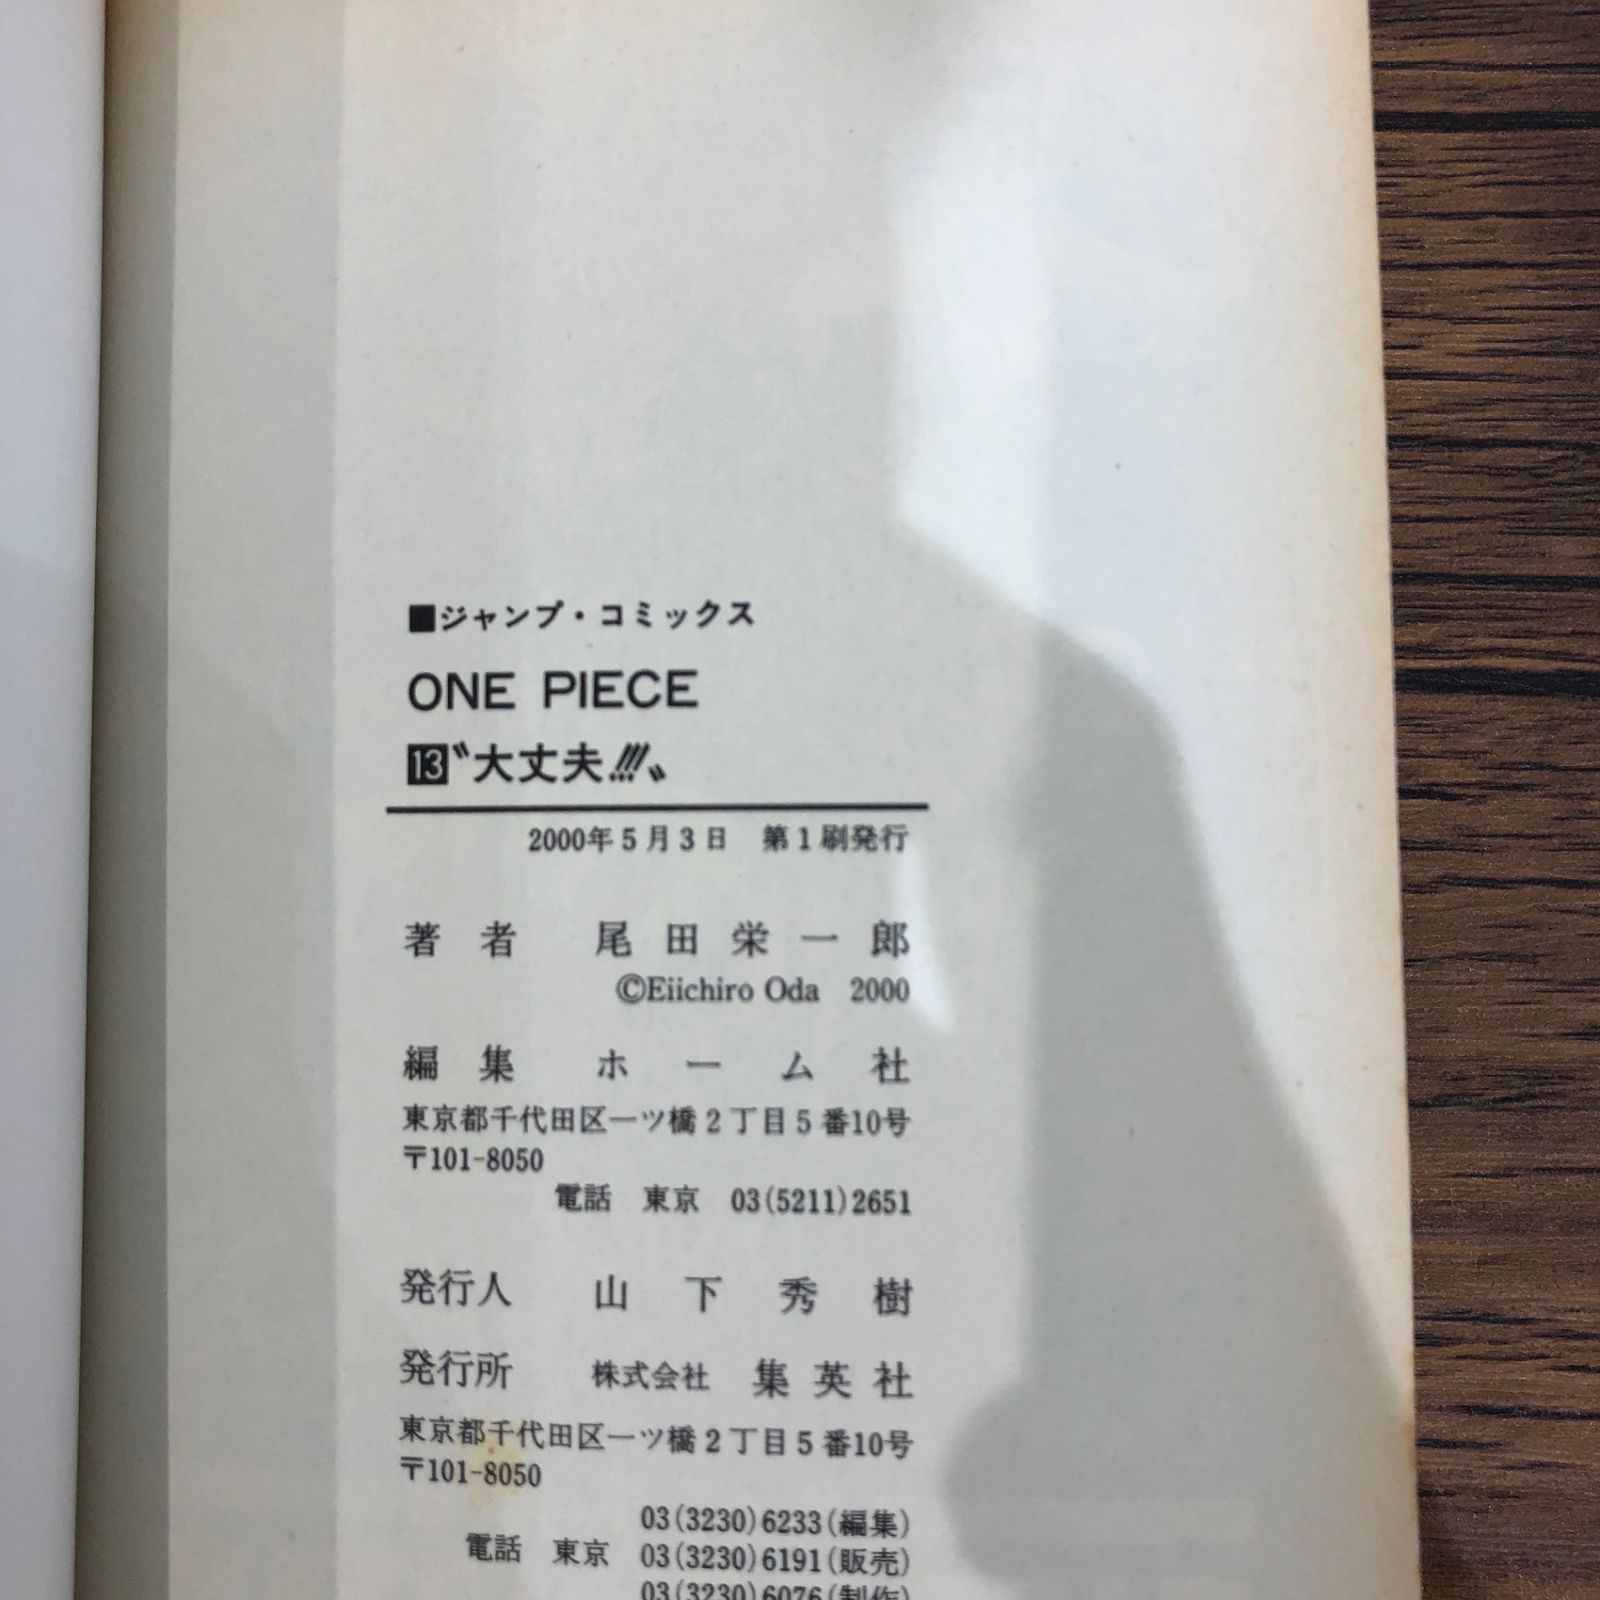 ■ジャンプ・コミックス
ONE PIECE
13〝大丈夫!!!〟
2000年5月3日 第1刷発行
著者 尾田栄一郎
©Eiichiro Oda 2000
編集 ホーム社
東京都千代田区一ツ橋2丁目5番10号
〒101-8050
電話 東京 03(5211)2651
発行人 山下秀樹
発行所 株式会社 集英社
東京都千代田区一ツ橋2丁目5番10号
〒101-8050
03(3230)6233(編集)
電話 東京 03(3230)6191(販売)
03(3230)6076(制作)